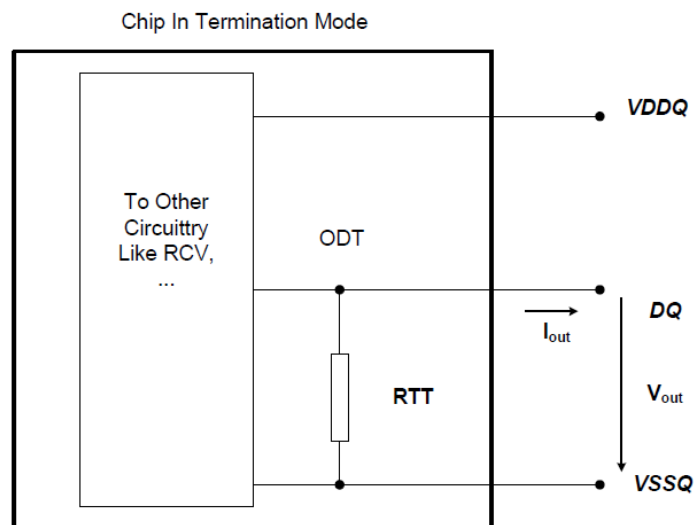 Chip In Termination Mode
VDDQ
To Other
Circuittry
Like RCV,
...
ODT
DQ
Iout
RTT
Vout
VSSQ